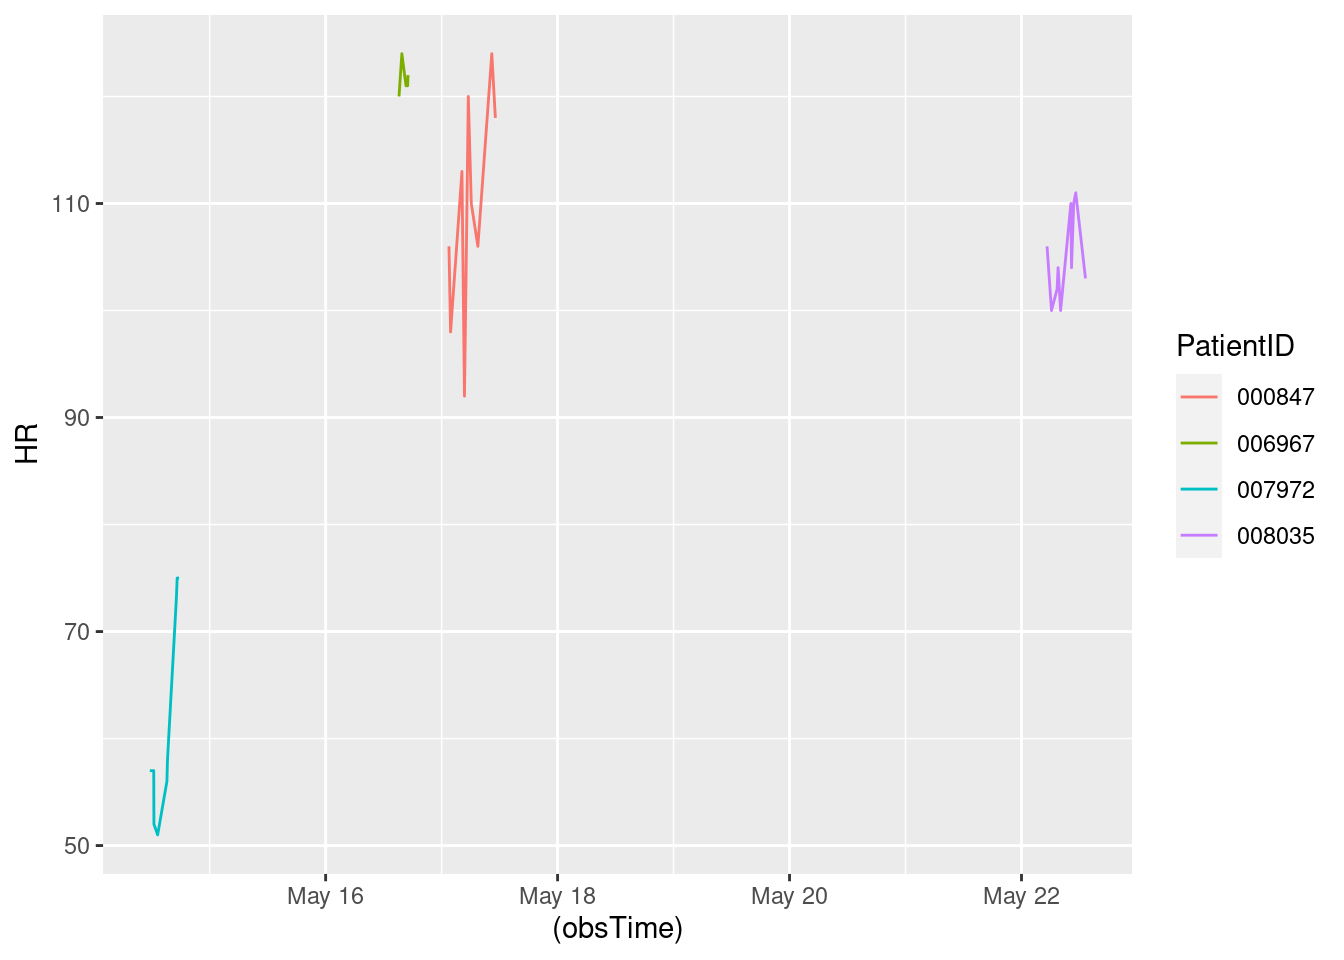 110
90
70
50
HR
May 16
May 18
May 20
May 22
(obsTime)
PatientID
000847
006967
007972
008035